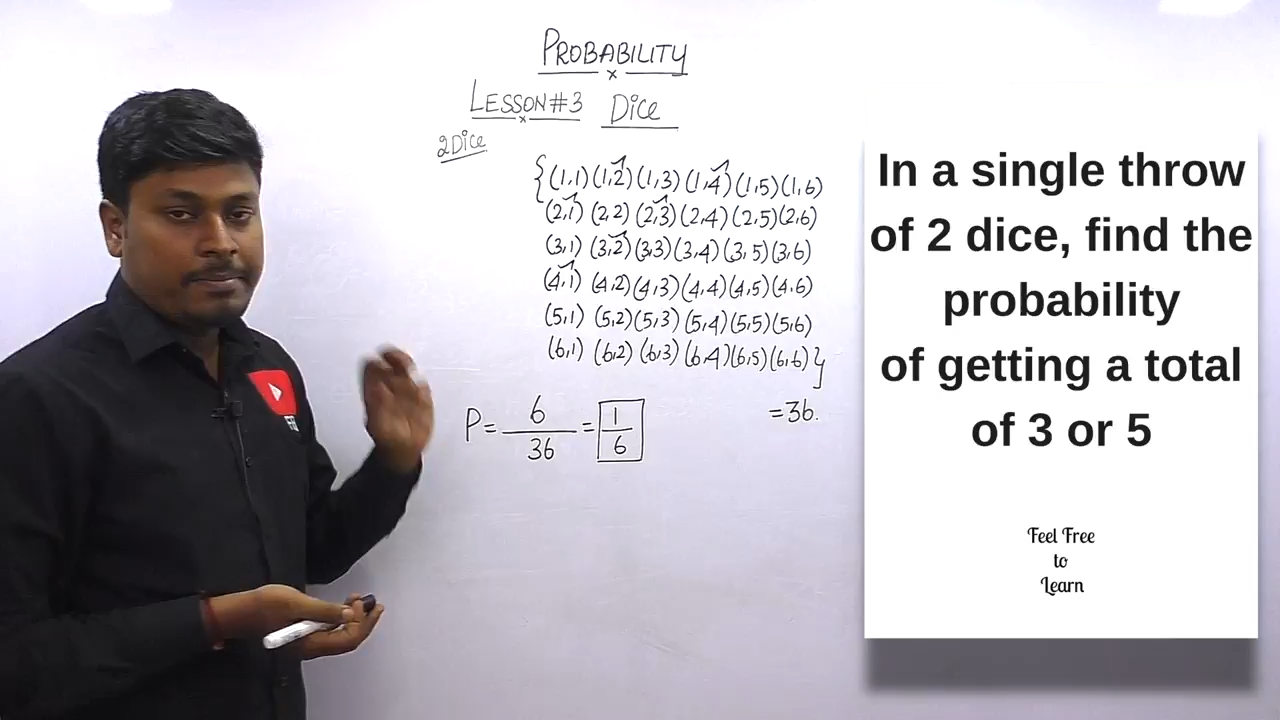 PROBABILITY
LESSON#3 Dice
2 Dice
{(1,1) (1,2) (1,3) (1,4) (1,5) (1,6)
(2,1) (2,2) (2,3) (2,4) (2,5) (2,6)
(3,1) (3,2) (3,3) (3,4) (3,5) (3,6)
(4,1) (4,2) (4,3) (4,4) (4,5) (4,6)
(5,1) (5,2) (5,3) (5,4) (5,5) (5,6)
(6,1) (6,2) (6,3) (6,4) (6,5) (6,6)}
= 36.
P = 6/36 = 1/6
In a single throw
of 2 dice, find the
probability
of getting a total
of 3 or 5
Feel Free
to
Learn